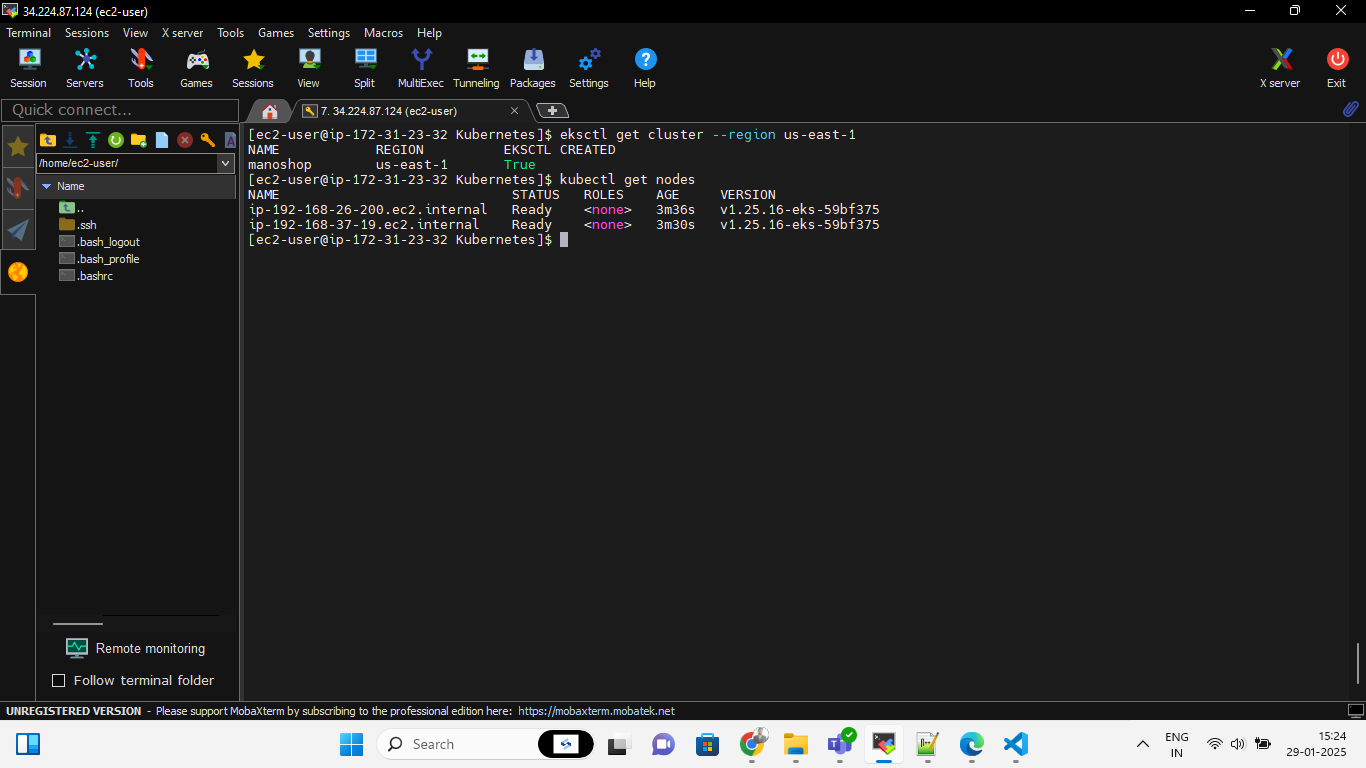 34.224.87.124 (ec2-user)
Terminal Sessions View X server Tools Games Settings Macros Help
Session Servers Tools Games Sessions View Split MultiExec Tunneling Packages Settings Help X server Exit
Quick connect...
7. 34.224.87.124 (ec2-user)
/home/ec2-user/
Name
..
.ssh
.bash_logout
.bash_profile
.bashrc
[ec2-user@ip-172-31-23-32 Kubernetes]$ eksctl get cluster --region us-east-1
NAME REGION EKSCTL CREATED
manoshop us-east-1 True
[ec2-user@ip-172-31-23-32 Kubernetes]$ kubectl get nodes
NAME STATUS ROLES AGE VERSION
ip-192-168-26-200.ec2.internal Ready <none> 3m36s v1.25.16-eks-59bf375
ip-192-168-37-19.ec2.internal Ready <none> 3m30s v1.25.16-eks-59bf375
[ec2-user@ip-172-31-23-32 Kubernetes]$
Remote monitoring
Follow terminal folder
UNREGISTERED VERSION - Please support MobaXterm by subscribing to the professional edition here: https://mobaxterm.mobatek.net
Search
ENG
IN
15:24
29-01-2025